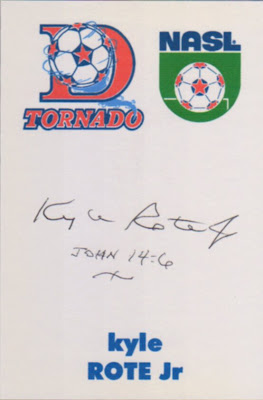 D
NASL
TORNADO
Kyle Rote Jr
JOHN 14:6
kyle
ROTE Jr